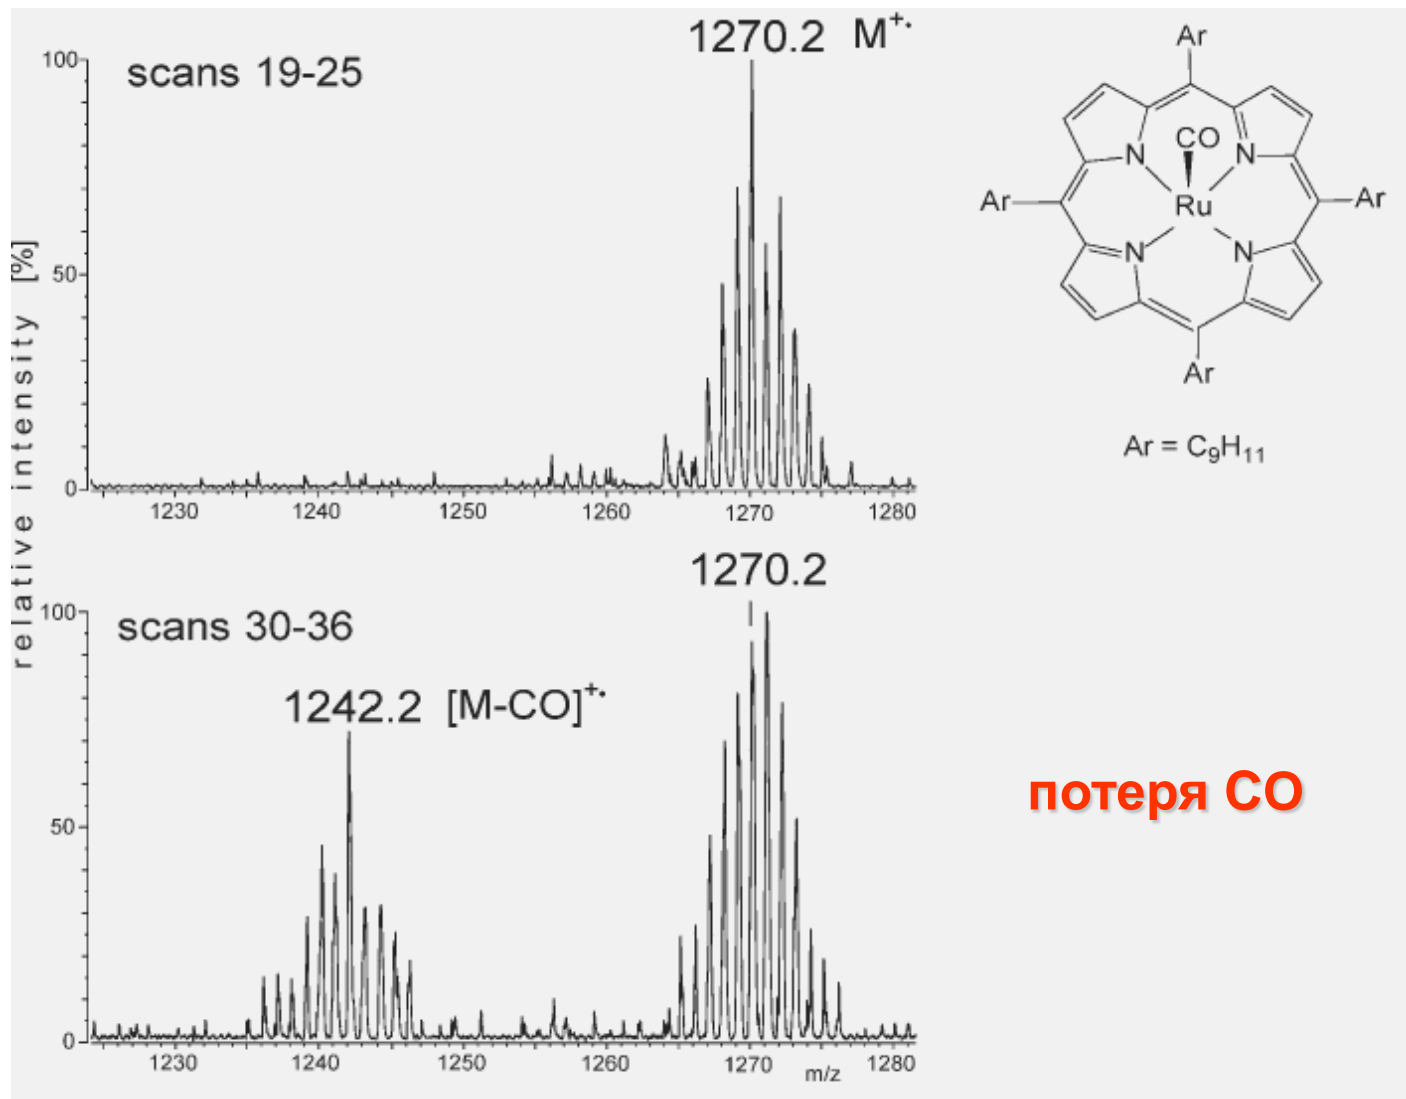 1270.2 M+•
scans 19-25
100
50
0
1230 1240 1250 1260 1270 1280
relative intensity [%]
Ar
CO
N N
Ar Ru Ar
N N
Ar
Ar = C9H11
1270.2
scans 30-36
100
1242.2 [M-CO]+•
потеря CO
50
0
1230 1240 1250 1260 1270 1280
m/z